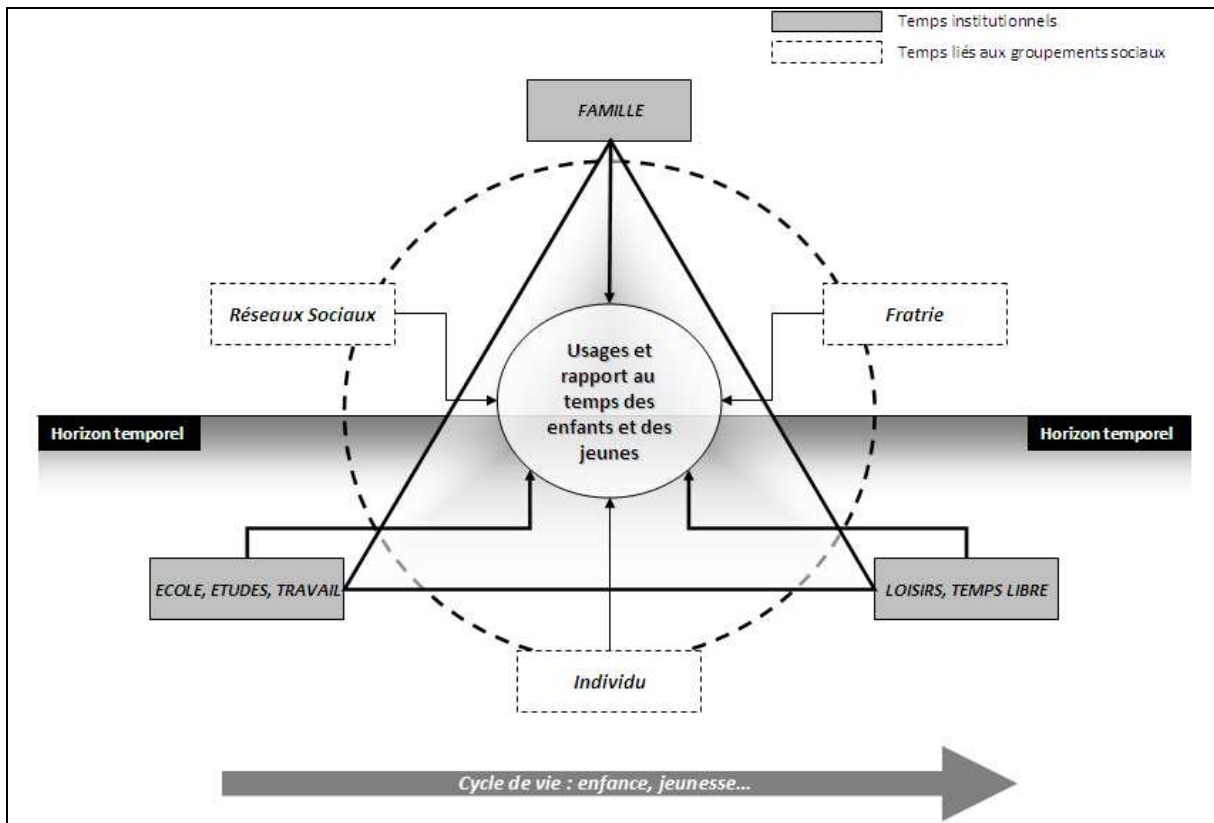 Temps institutionnels
Temps liés aux groupements sociaux
FAMILLE
Réseaux Sociaux
Fratrie
Usages et
rapport au
temps des
enfants et des
jeunes
Horizon temporel
Horizon temporel
ECOLE, ETUDES, TRAVAIL
LOISIRS, TEMPS LIBRE
Individu
Cycle de vie : enfance, jeunesse...